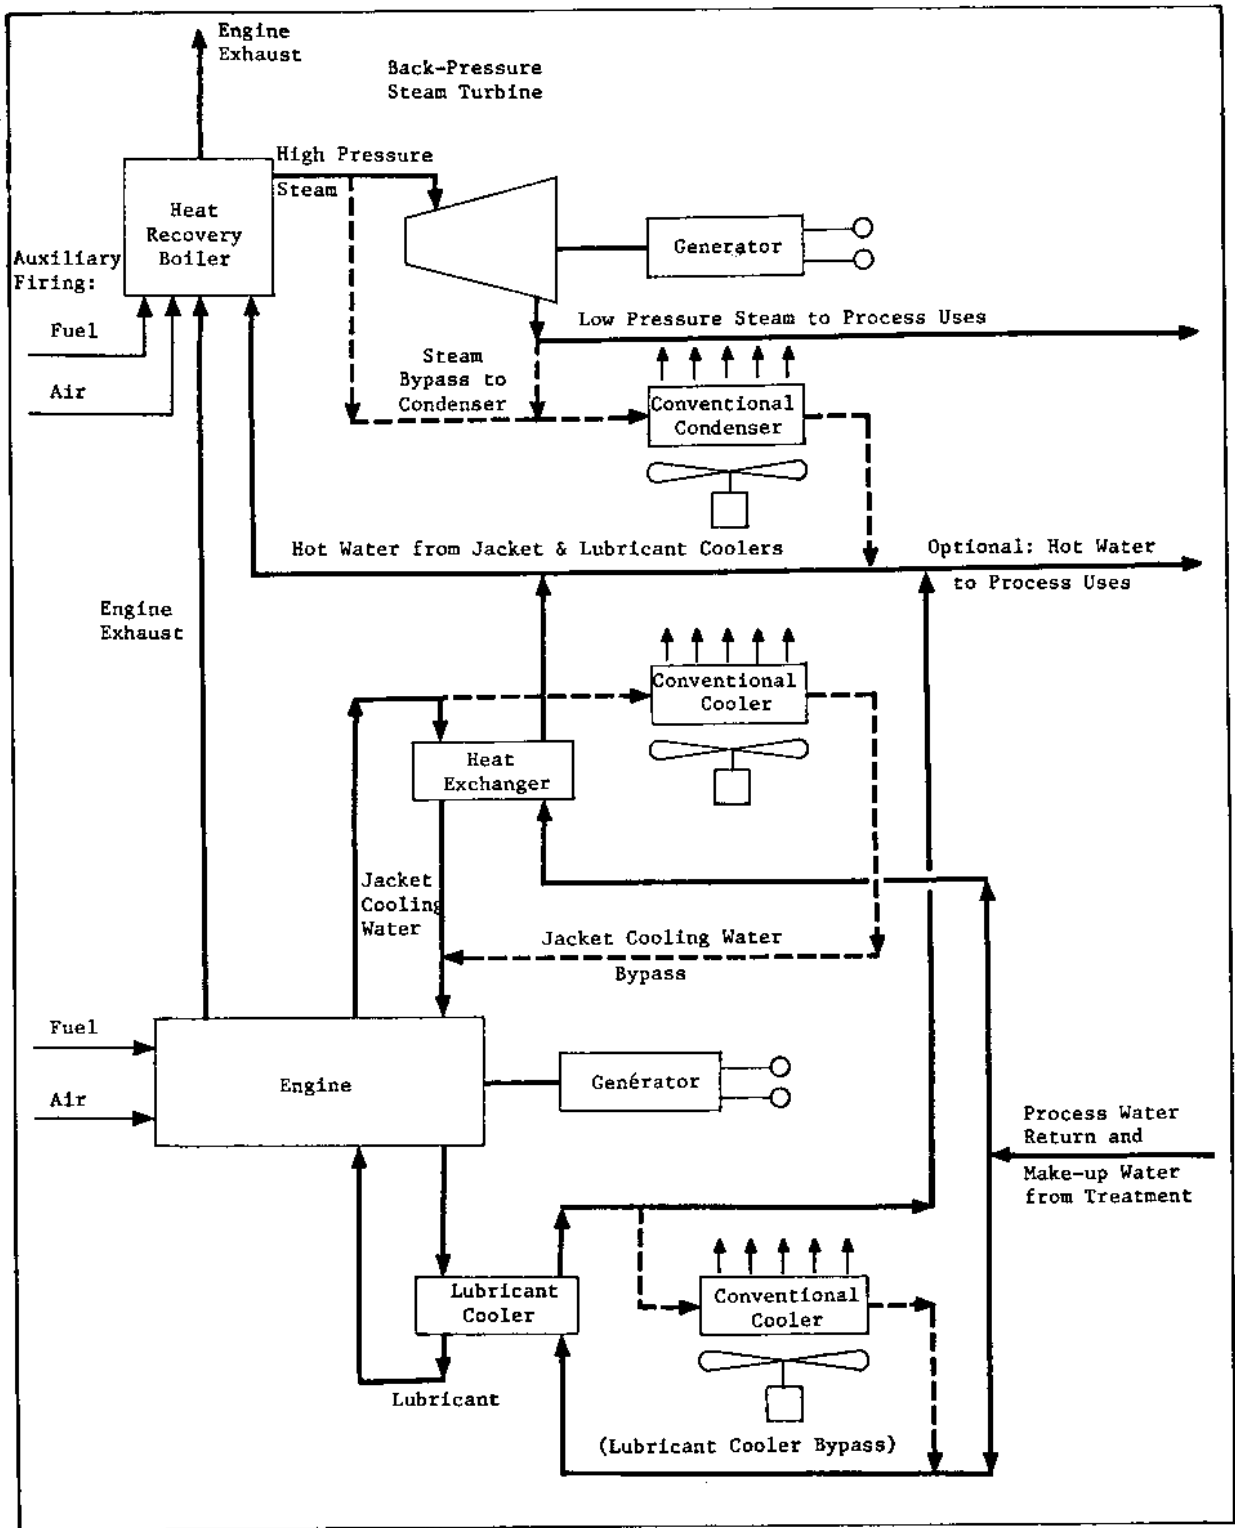 Engine
Exhaust
Back-Pressure
Steam Turbine
High Pressure
Steam
Heat
Recovery
Boiler
Generator
Auxiliary
Firing:
Fuel
Air
Low Pressure Steam to Process Uses
Steam
Bypass to
Condenser
Conventional
Condenser
Hot Water from Jacket & Lubricant Coolers
Optional: Hot Water
to Process Uses
Engine
Exhaust
Conventional
Cooler
Heat
Exchanger
Jacket
Cooling
Water
Jacket Cooling Water
Bypass
Fuel
Air
Engine
Genérator
Process Water
Return and
Make-up Water
from Treatment
Lubricant
Cooler
Conventional
Cooler
Lubricant
(Lubricant Cooler Bypass)